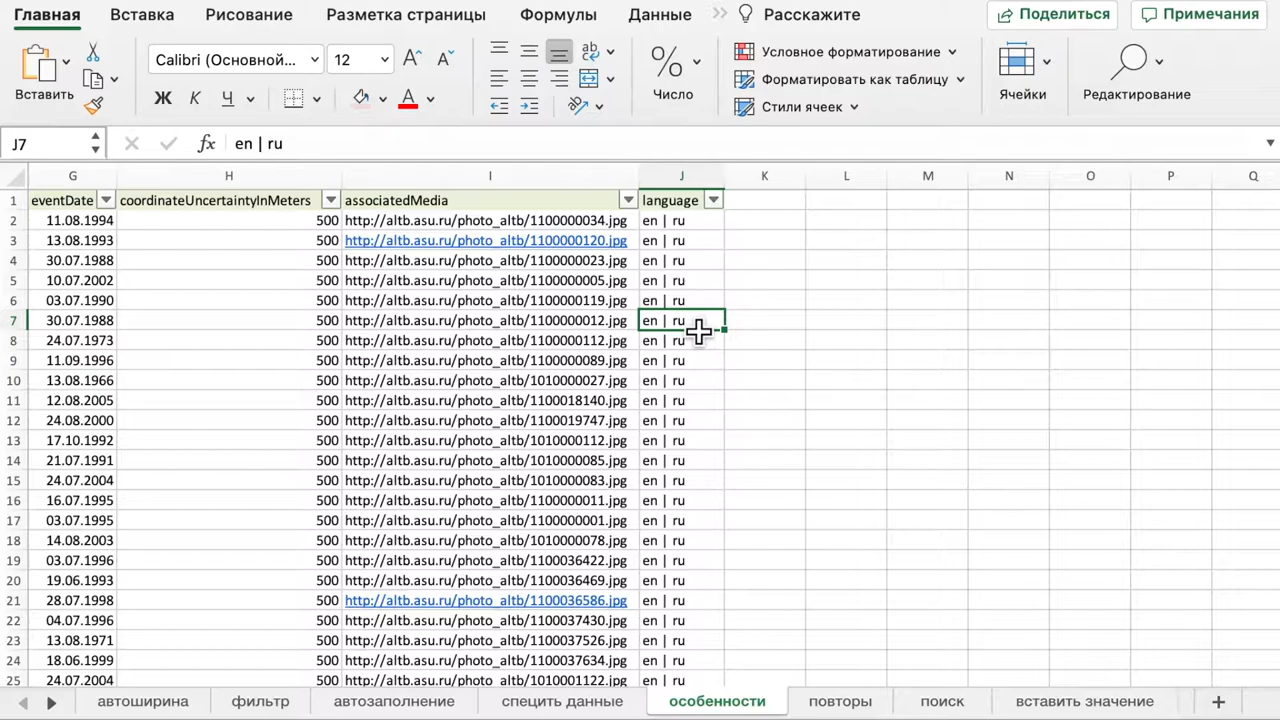 Главная Вставка Рисование Разметка страницы Формулы Данные Расскажите Поделиться Примечания
Вставить Calibri (Основной... 12 Ж К Ч А Число Условное форматирование Форматировать как таблицу Стили ячеек Ячейки Редактирование
J7 fx en | ru
G H I J K L M N O P Q
1 eventDate coordinateUncertaintyInMeters associatedMedia language
2 11.08.1994 500 http://altb.asu.ru/photo_altb/1100000034.jpg en | ru
3 13.08.1993 500 http://altb.asu.ru/photo_altb/1100000120.jpg en | ru
4 30.07.1988 500 http://altb.asu.ru/photo_altb/1100000023.jpg en | ru
5 10.07.2002 500 http://altb.asu.ru/photo_altb/1100000005.jpg en | ru
6 03.07.1990 500 http://altb.asu.ru/photo_altb/1100000119.jpg en | ru
7 30.07.1988 500 http://altb.asu.ru/photo_altb/1100000012.jpg en | ru
8 24.07.1973 500 http://altb.asu.ru/photo_altb/1100000112.jpg en | ru
9 11.09.1996 500 http://altb.asu.ru/photo_altb/1100000089.jpg en | ru
10 13.08.1966 500 http://altb.asu.ru/photo_altb/1010000027.jpg en | ru
11 12.08.2005 500 http://altb.asu.ru/photo_altb/1100018140.jpg en | ru
12 24.08.2000 500 http://altb.asu.ru/photo_altb/1100019747.jpg en | ru
13 17.10.1992 500 http://altb.asu.ru/photo_altb/1010000112.jpg en | ru
14 21.07.1991 500 http://altb.asu.ru/photo_altb/1010000085.jpg en | ru
15 24.07.2004 500 http://altb.asu.ru/photo_altb/1010000083.jpg en | ru
16 16.07.1995 500 http://altb.asu.ru/photo_altb/1100000011.jpg en | ru
17 03.07.1995 500 http://altb.asu.ru/photo_altb/1100000001.jpg en | ru
18 14.08.2003 500 http://altb.asu.ru/photo_altb/1010000078.jpg en | ru
19 03.07.1996 500 http://altb.asu.ru/photo_altb/1100036422.jpg en | ru
20 19.06.1993 500 http://altb.asu.ru/photo_altb/1100036469.jpg en | ru
21 28.07.1998 500 http://altb.asu.ru/photo_altb/1100036586.jpg en | ru
22 04.07.1996 500 http://altb.asu.ru/photo_altb/1100037430.jpg en | ru
23 13.08.1971 500 http://altb.asu.ru/photo_altb/1100037526.jpg en | ru
24 18.06.1999 500 http://altb.asu.ru/photo_altb/1100037634.jpg en | ru
25 24.07.2004 500 http://altb.asu.ru/photo_altb/1010001122.jpg en | ru
автоширина фильтр автозаполнение специть данные особенности повторы поиск вставить значение